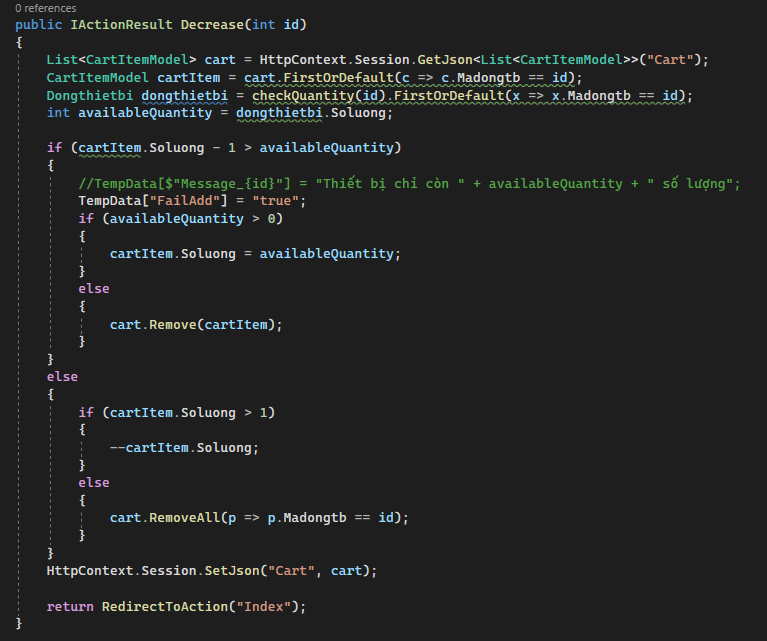 0 references
public IActionResult Decrease(int id)
{
List<CartItemModel> cart = HttpContext.Session.GetJson<List<CartItemModel>>("Cart");
CartItemModel cartItem = cart.FirstOrDefault(c => c.Madongtb == id);
Dongthietbi dongthietbi = checkQuantity(id).FirstOrDefault(x => x.Madongtb == id);
int availableQuantity = dongthietbi.Soluong;
if (cartItem.Soluong - 1 > availableQuantity)
{
//TempData[$"Message_{id}"] = "Thiết bị chỉ còn " + availableQuantity + " số lượng";
TempData["FailAdd"] = "true";
if (availableQuantity > 0)
{
cartItem.Soluong = availableQuantity;
}
else
{
cart.Remove(cartItem);
}
}
else
{
if (cartItem.Soluong > 1)
{
--cartItem.Soluong;
}
else
{
cart.RemoveAll(p => p.Madongtb == id);
}
}
HttpContext.Session.SetJson("Cart", cart);
return RedirectToAction("Index");
}